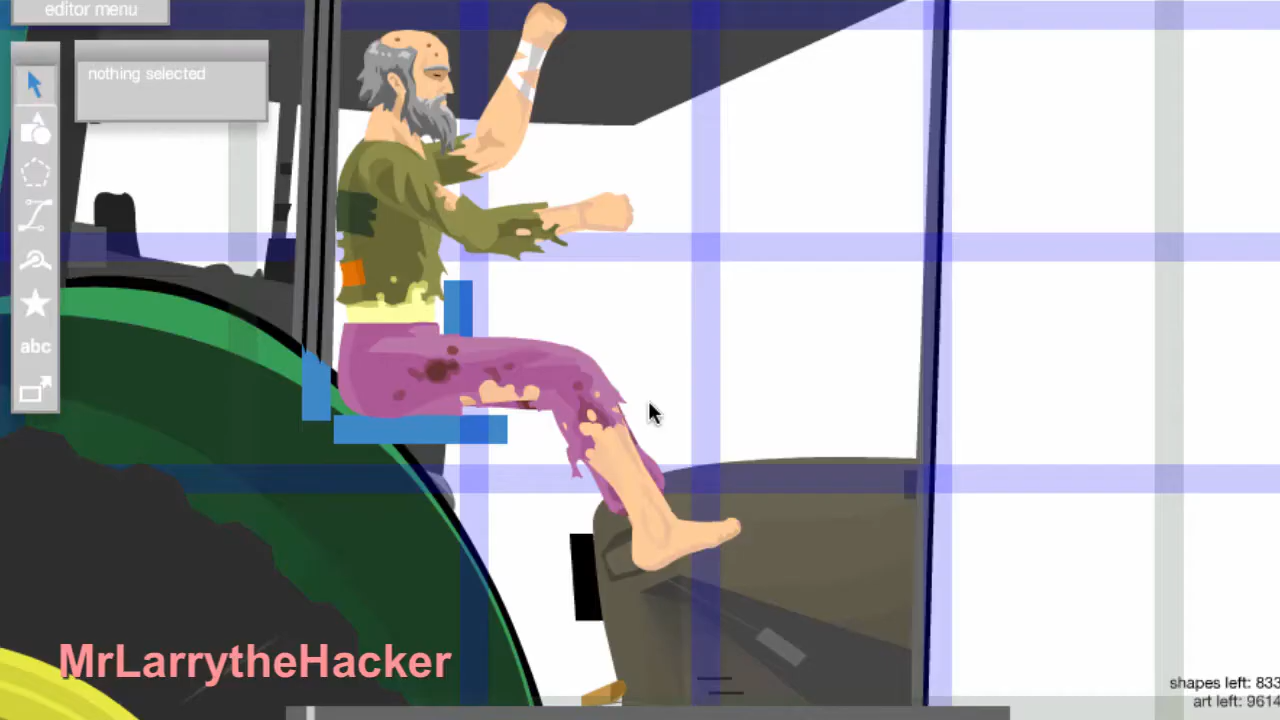 editor menu
nothing selected
abc
MrLarrytheHacker
shapes left: 833
art left: 9614